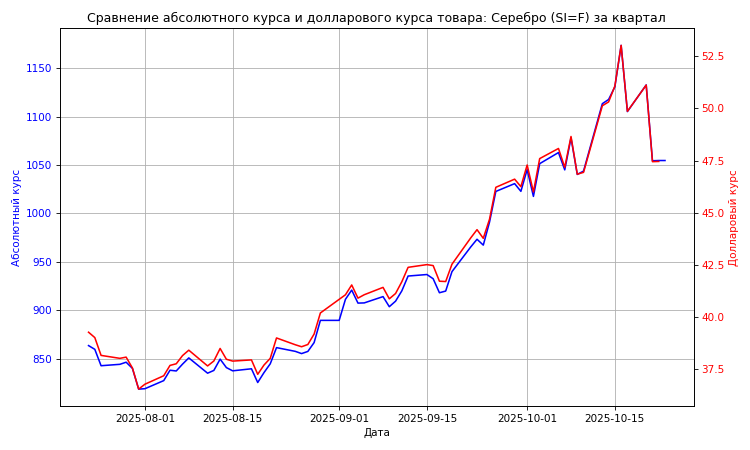 Сравнение абсолютного курса и долларового курса товара: Серебро (SI=F) за квартал
Абсолютный курс
1150
1100
1050
1000
950
900
850
52.5
50.0
47.5
45.0
42.5
40.0
37.5
Долларовый курс
2025-08-01 2025-08-15 2025-09-01 2025-09-15 2025-10-01 2025-10-15
Дата